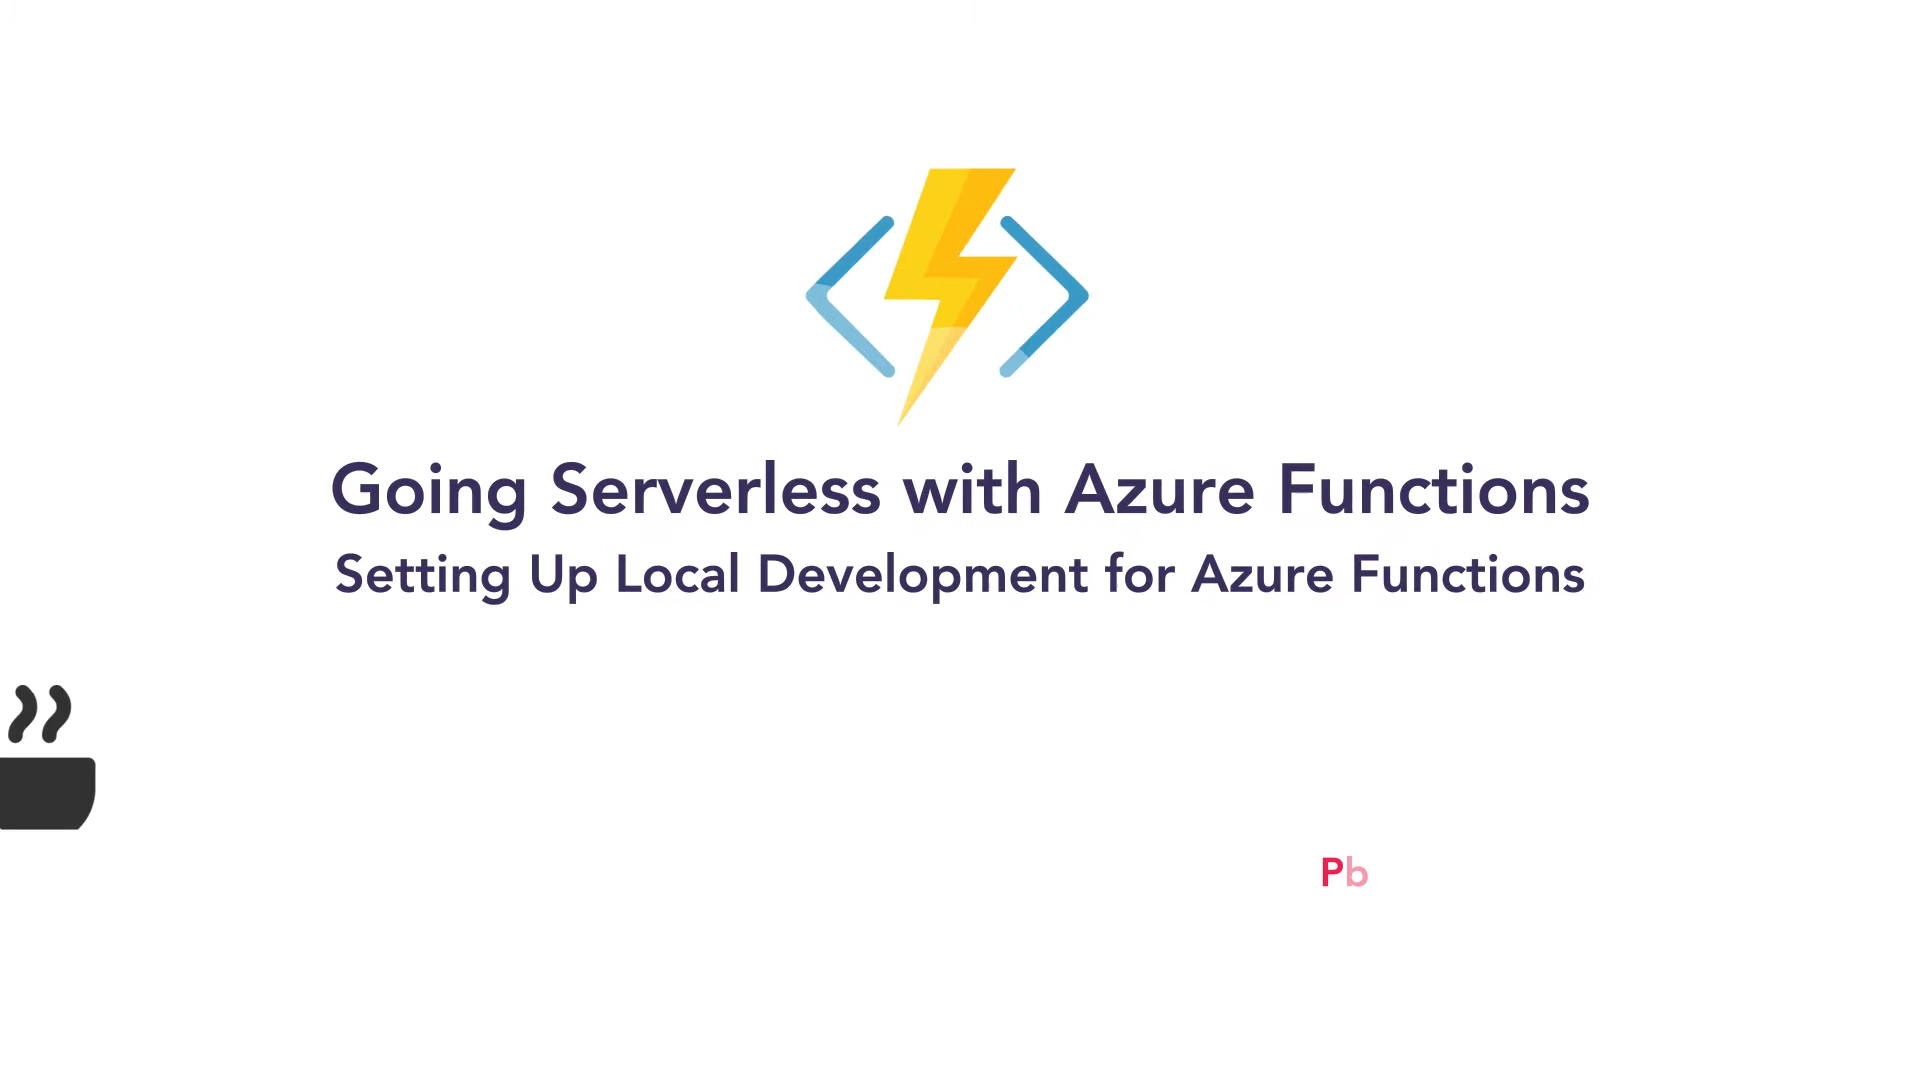 Going Serverless with Azure Functions
Setting Up Local Development for Azure Functions
Pb